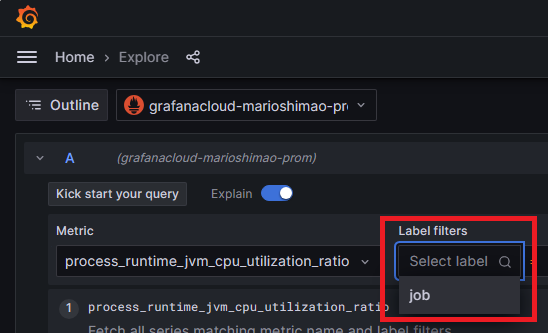 Home > Explore
Outline
grafanacloud-marioshimao-pr
A (grafanacloud-marioshimao-prom)
Kick start your query Explain
Metric Label filters
process_runtime_jvm_cpu_utilization_ratio Select label =
job
1 process_runtime_jvm_cpu_utilization_ratio
Fetch all series matching metric name and label filters.